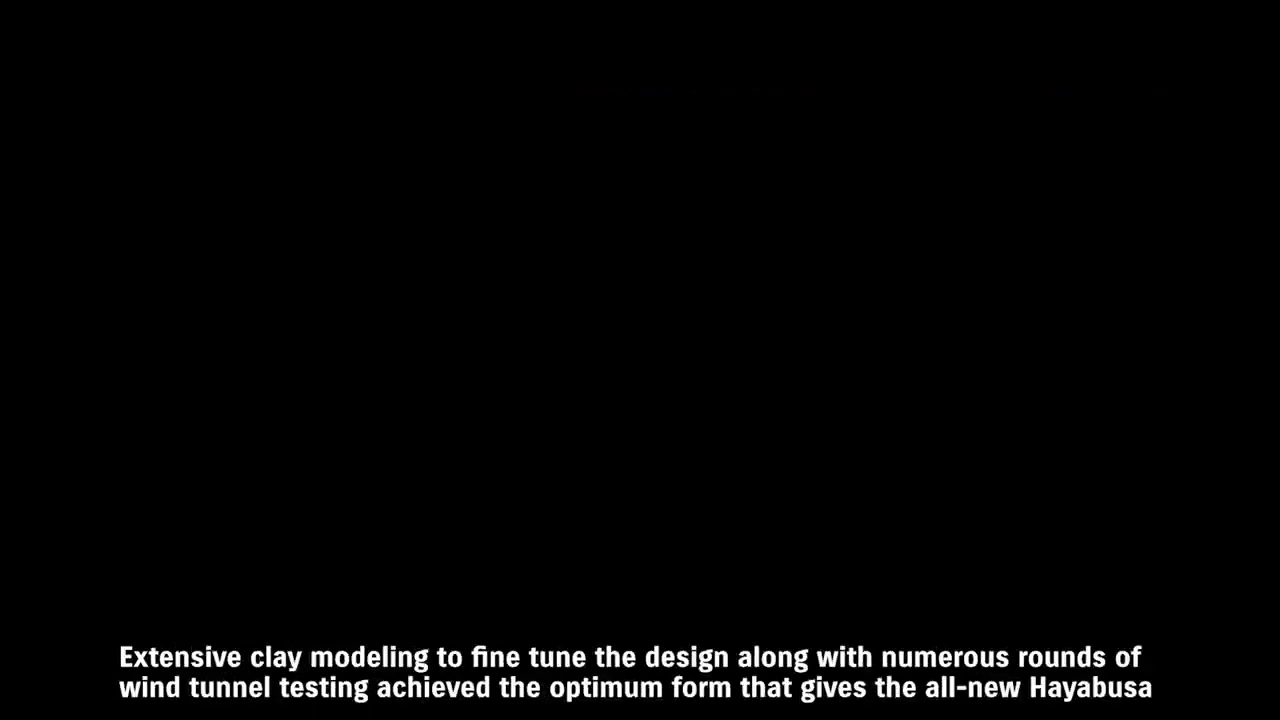 Extensive clay modeling to fine tune the design along with numerous rounds of
wind tunnel testing achieved the optimum form that gives the all-new Hayabusa